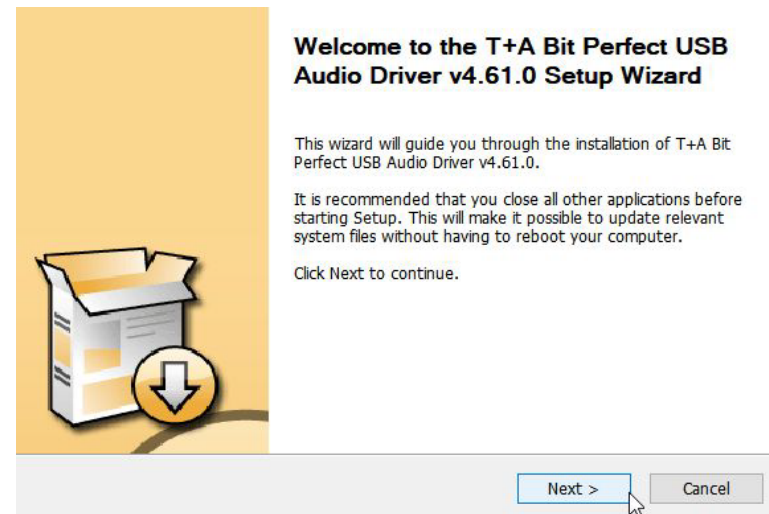 Welcome to the T+A Bit Perfect USB
Audio Driver v4.61.0 Setup Wizard
This wizard will guide you through the installation of T+A Bit
Perfect USB Audio Driver v4.61.0.
It is recommended that you close all other applications before
starting Setup. This will make it possible to update relevant
system files without having to reboot your computer.
Click Next to continue.
Next >
Cancel